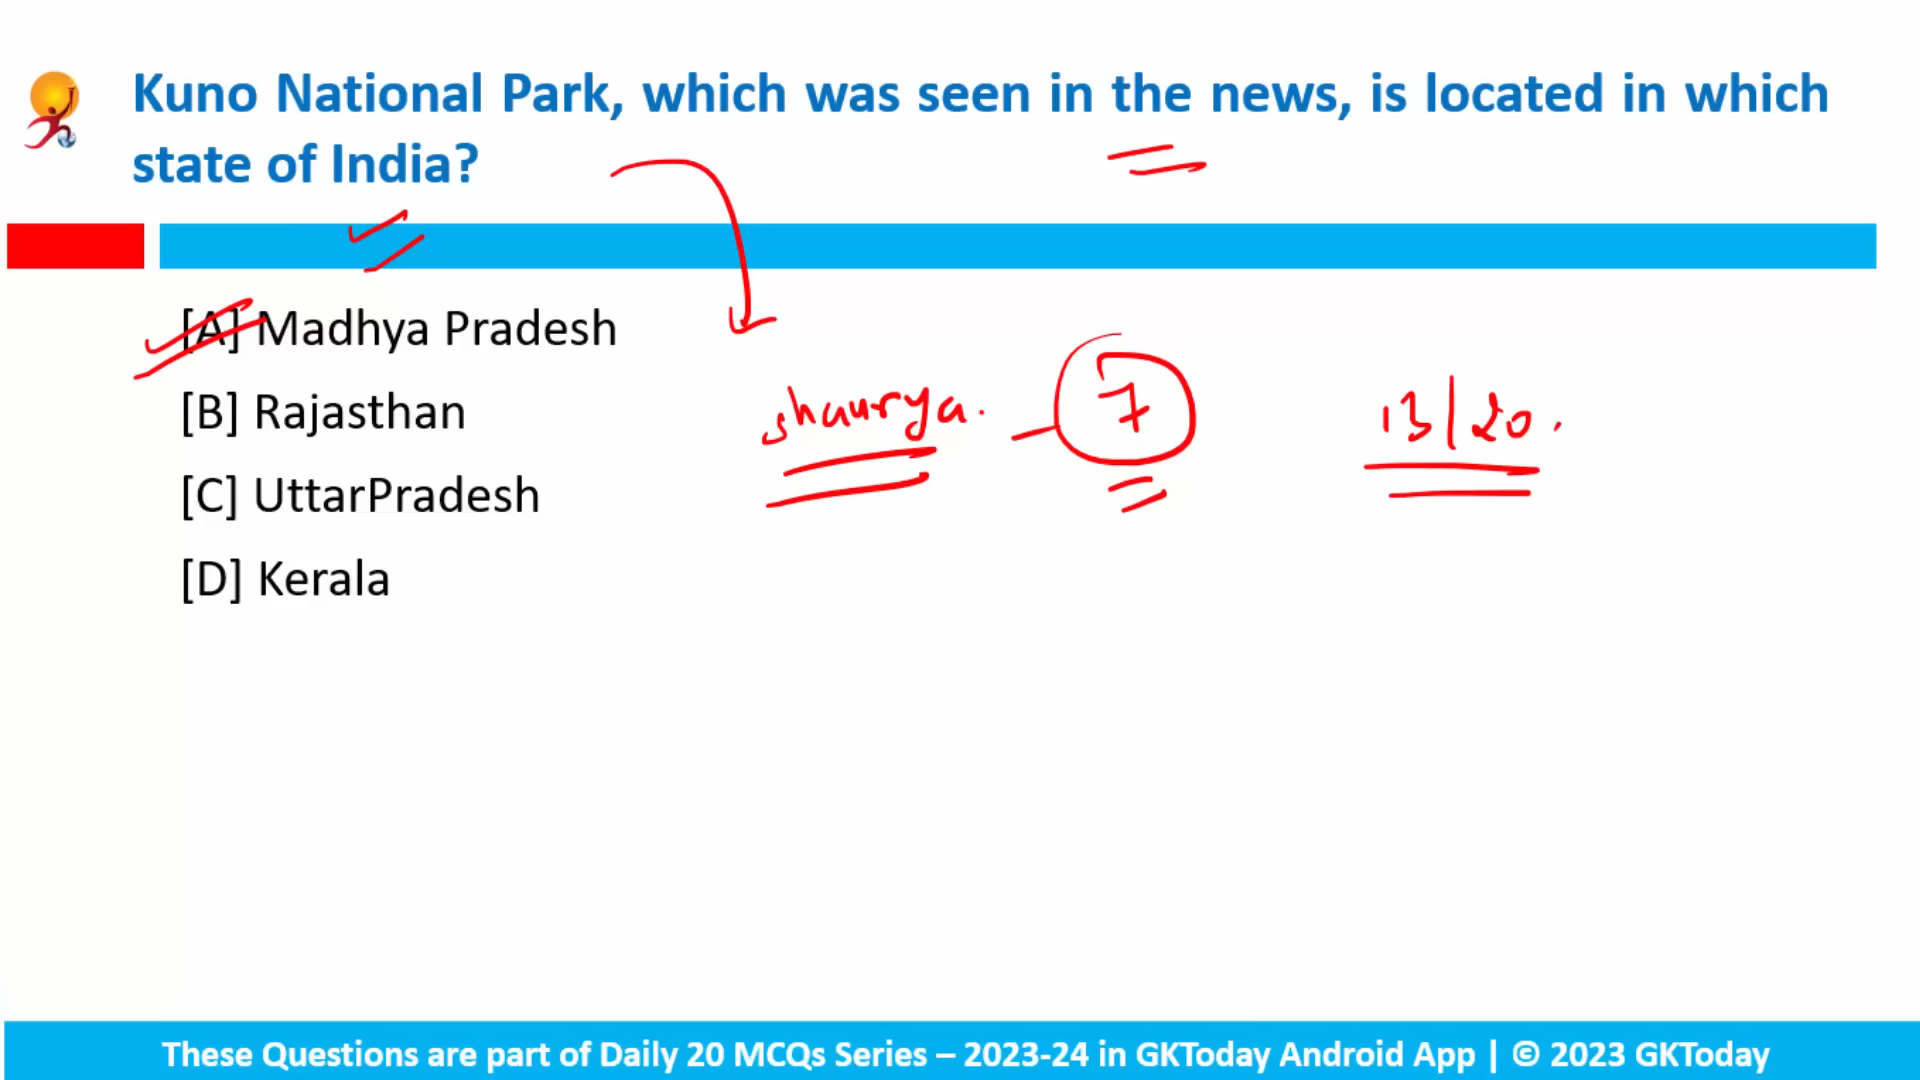 Kuno National Park, which was seen in the news, is located in which
state of India?
[A] Madhya Pradesh
[B] Rajasthan
[C] UttarPradesh
[D] Kerala
shaurya. 7 13/20.
These Questions are part of Daily 20 MCQs Series – 2023-24 in GKToday Android App | © 2023 GKToday